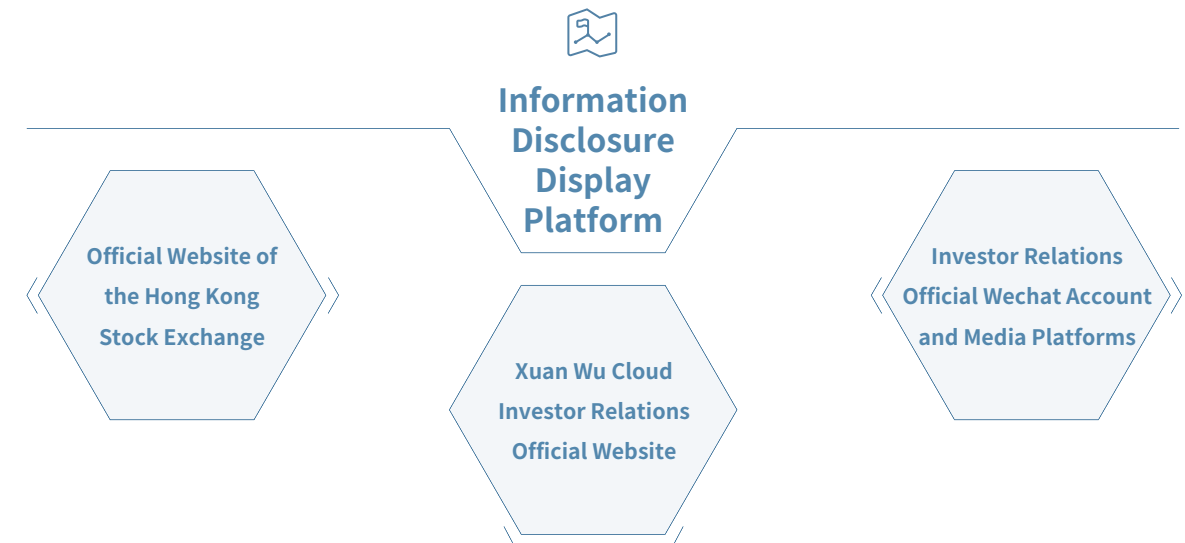 Information
Disclosure
Display
Platform
Official Website of
the Hong Kong
Stock Exchange
Xuan Wu Cloud
Investor Relations
Official Website
Investor Relations
Official Wechat Account
and Media Platforms